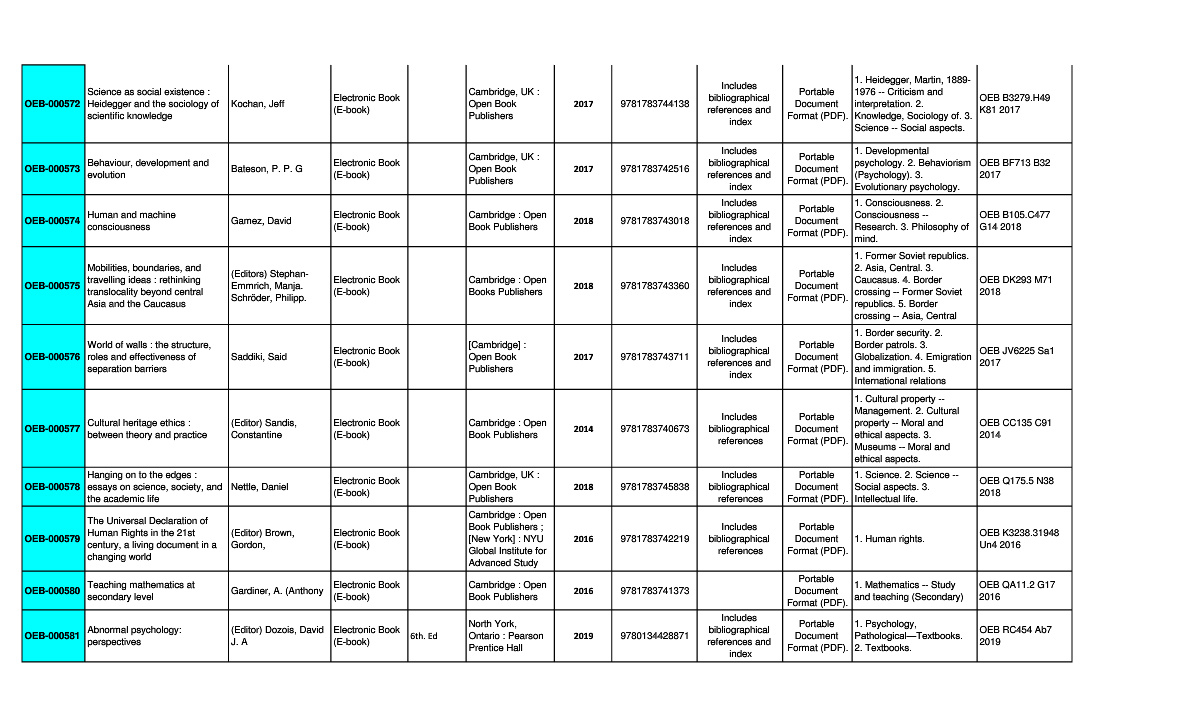 OEB-000572
Science as social existence :
Heidegger and the sociology of
scientific knowledge
Kochan, Jeff
Electronic Book
(E-book)
Cambridge, UK :
Open Book
Publishers
2017
9781783744138
Includes
bibliographical
references and
index
Portable
Document
Format (PDF).
1. Heidegger, Martin, 1889-
1976 -- Criticism and
interpretation. 2.
Knowledge, Sociology of. 3.
Science -- Social aspects.
OEB B3279.H49
K81 2017
OEB-000573
Behaviour, development and
evolution
Bateson, P. P. G
Electronic Book
(E-book)
Cambridge, UK :
Open Book
Publishers
2017
9781783742516
Includes
bibliographical
references and
index
Portable
Document
Format (PDF).
1. Developmental
psychology. 2. Behaviorism
(Psychology). 3.
Evolutionary psychology.
OEB BF713 B32
2017
OEB-000574
Human and machine
consciousness
Gamez, David
Electronic Book
(E-book)
Cambridge : Open
Book Publishers
2018
9781783743018
Includes
bibliographical
references and
index
Portable
Document
Format (PDF).
1. Consciousness. 2.
Consciousness --
Research. 3. Philosophy of
mind.
OEB B105.C477
G14 2018
OEB-000575
Mobilities, boundaries, and
travelling ideas : rethinking
translocality beyond central
Asia and the Caucasus
(Editors) Stephan-
Emmrich, Manja.
Schröder, Philipp.
Electronic Book
(E-book)
Cambridge : Open
Books Publishers
2018
9781783743360
Includes
bibliographical
references and
index
Portable
Document
Format (PDF).
1. Former Soviet republics.
2. Asia, Central. 3.
Caucasus. 4. Border
crossing -- Former Soviet
republics. 5. Border
crossing -- Asia, Central
OEB DK293 M71
2018
OEB-000576
World of walls : the structure,
roles and effectiveness of
separation barriers
Saddiki, Said
Electronic Book
(E-book)
[Cambridge] :
Open Book
Publishers
2017
9781783743711
Includes
bibliographical
references and
index
Portable
Document
Format (PDF).
1. Border security. 2.
Border patrols. 3.
Globalization. 4. Emigration
and immigration. 5.
International relations
OEB JV6225 Sa1
2017
OEB-000577
Cultural heritage ethics :
between theory and practice
(Editor) Sandis,
Constantine
Electronic Book
(E-book)
Cambridge : Open
Book Publishers
2014
9781783740673
Includes
bibliographical
references
Portable
Document
Format (PDF).
1. Cultural property --
Management. 2. Cultural
property -- Moral and
ethical aspects. 3.
Museums -- Moral and
ethical aspects.
OEB CC135 C91
2014
OEB-000578
Hanging on to the edges :
essays on science, society, and
the academic life
Nettle, Daniel
Electronic Book
(E-book)
Cambridge, UK :
Open Book
Publishers
2018
9781783745838
Includes
bibliographical
references
Portable
Document
Format (PDF).
1. Science. 2. Science --
Social aspects. 3.
Intellectual life.
OEB Q175.5 N38
2018
OEB-000579
The Universal Declaration of
Human Rights in the 21st
century, a living document in a
changing world
(Editor) Brown,
Gordon,
Electronic Book
(E-book)
Cambridge : Open
Book Publishers ;
[New York] : NYU
Global Institute for
Advanced Study
2016
9781783742219
Includes
bibliographical
references
Portable
Document
Format (PDF).
1. Human rights.
OEB K3238.31948
Un4 2016
OEB-000580
Teaching mathematics at
secondary level
Gardiner, A. (Anthony
Electronic Book
(E-book)
Cambridge : Open
Book Publishers
2016
9781783741373
Portable
Document
Format (PDF).
1. Mathematics -- Study
and teaching (Secondary)
OEB QA11.2 G17
2016
OEB-000581
Abnormal psychology:
perspectives
(Editor) Dozois, David
J. A
Electronic Book
(E-book)
6th. Ed
North York,
Ontario : Pearson
Prentice Hall
2019
9780134428871
Includes
bibliographical
references and
index
Portable
Document
Format (PDF).
1. Psychology,
Pathological—Textbooks.
2. Textbooks.
OEB RC454 Ab7
2019